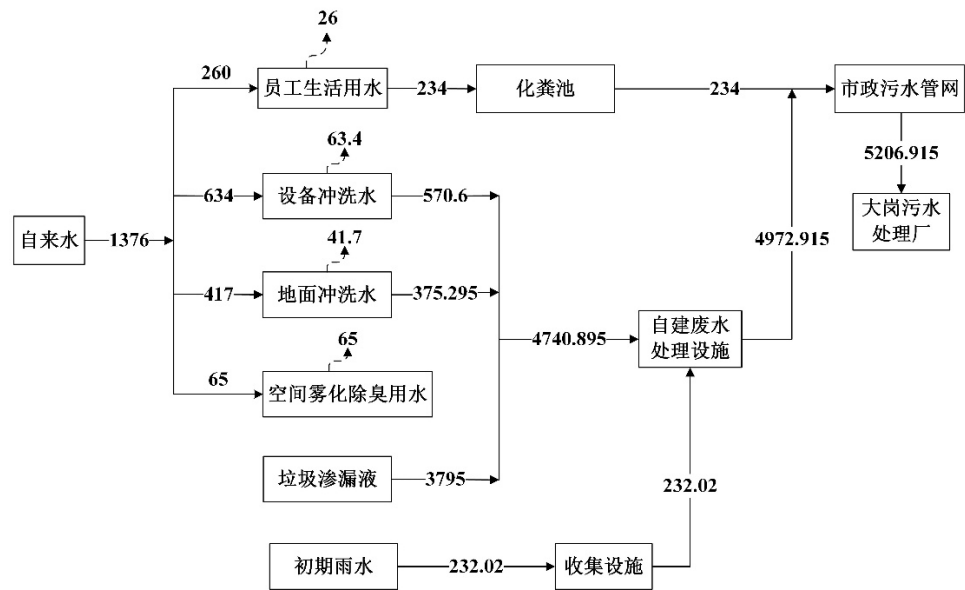 26
260
员工生活用水
234
化粪池
234
市政污水管网
63.4
5206.915
634
设备冲洗水
570.6
大岗污水
处理厂
自来水
1376
41.7
4972.915
417
地面冲洗水
375.295
65
4740.895
自建废水
处理设施
65
空间雾化除臭用水
垃圾渗漏液
3795
232.02
初期雨水
232.02
收集设施